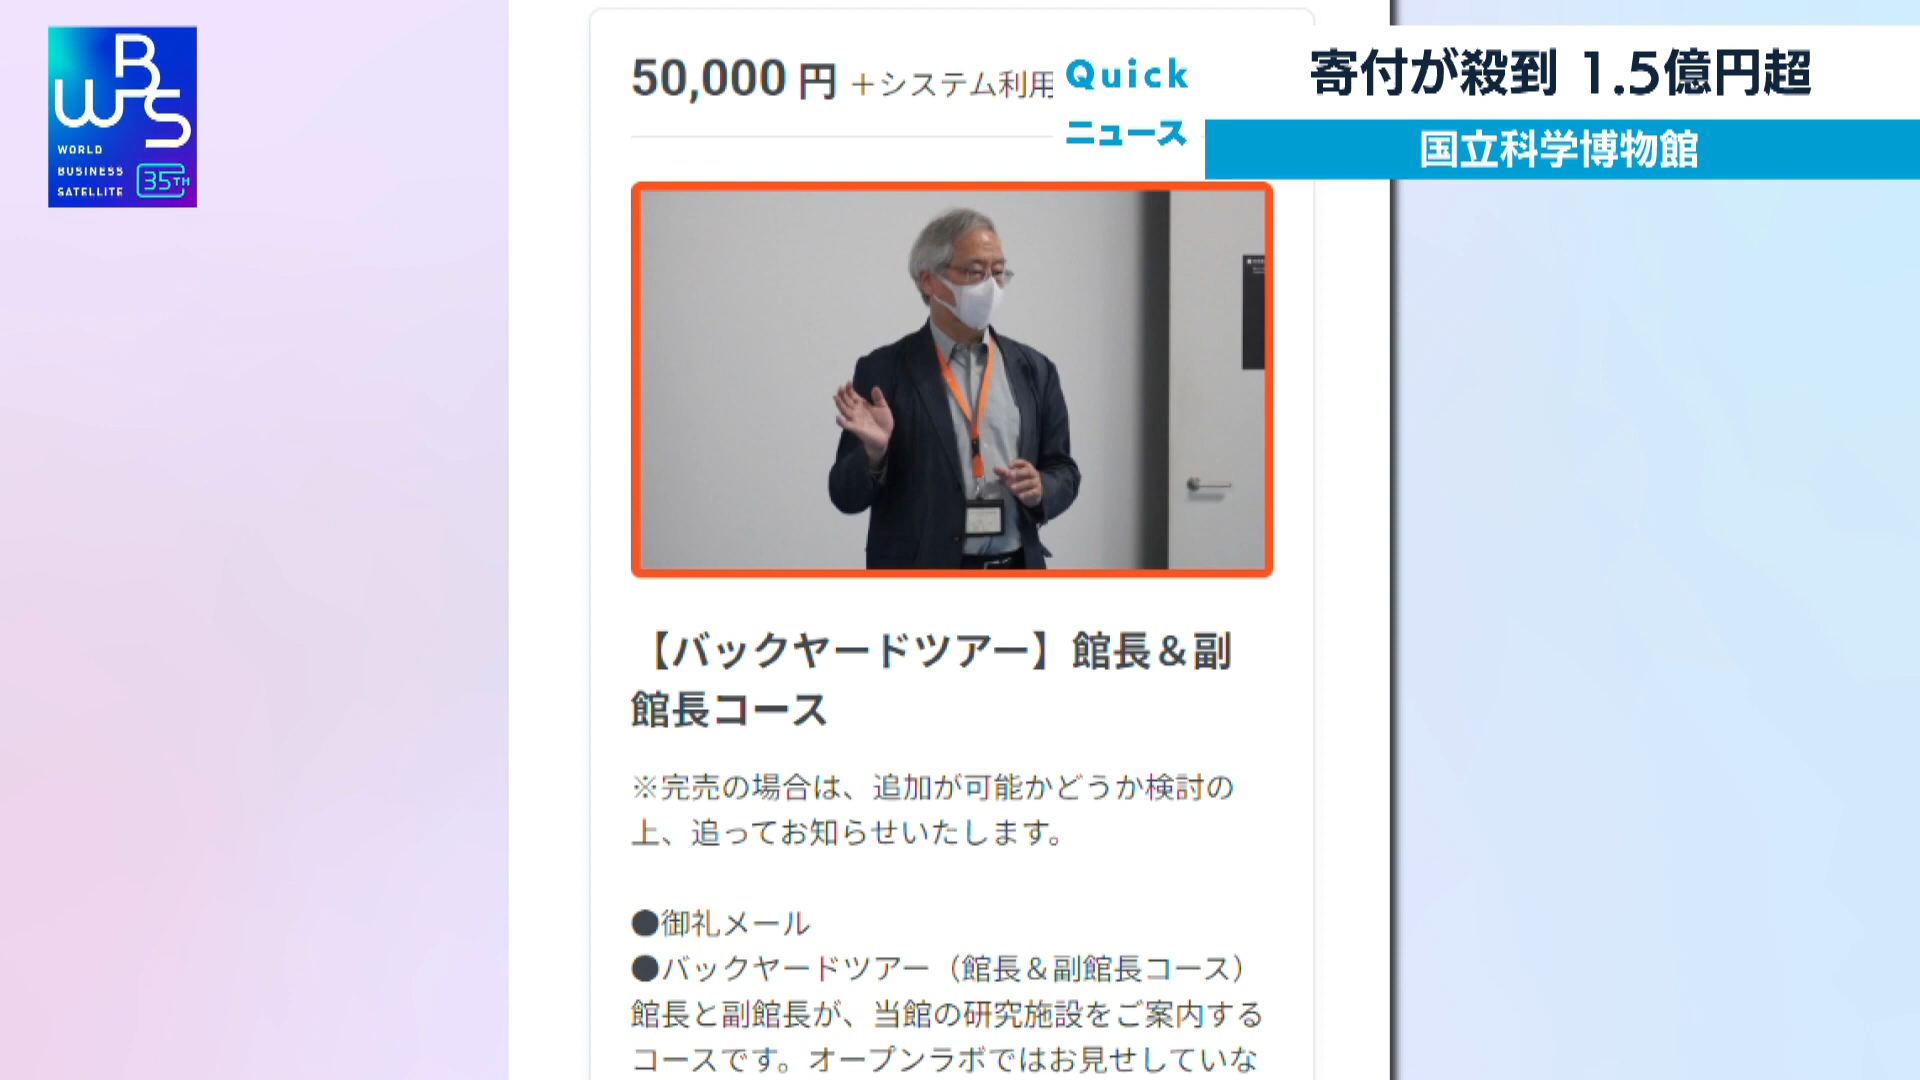 WBS
WORLD
BUSINESS
SATELLITE
35TH
Quick
ニュース
寄付が殺到 1.5億円超
国立科学博物館
50,000 円 +システム利用
【バックヤードツアー】館長&副
館長コース
※完売の場合は、追加が可能かどうか検討の
上、追ってお知らせいたします。
●御礼メール
●バックヤードツアー(館長&副館長コース)
館長と副館長が、当館の研究施設をご案内する
コースです。オープンラボではお見せしていな